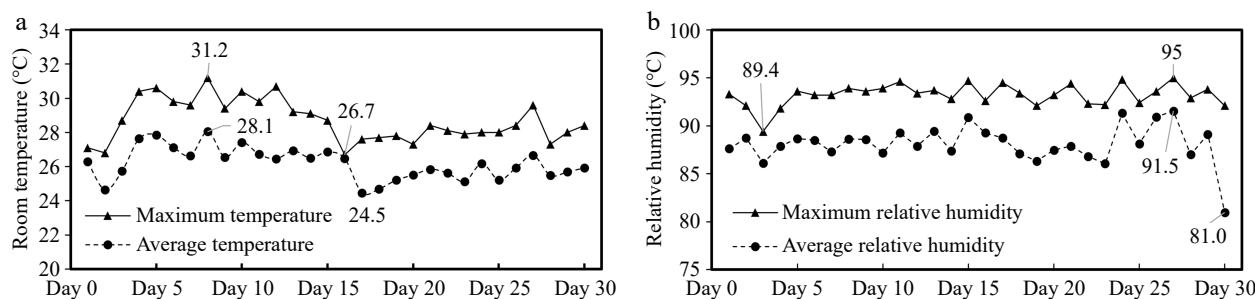 a
34
32
30
28
26
24
22
20
Room temperature (°C)
31.2
28.1
26.7
24.5
Maximum temperature
Average temperature
Day 0 Day 5 Day 10 Day 15 Day 20 Day 25 Day 30
b
100
95
90
85
80
75
Relative humidity (°C)
89.4
95
91.5
81.0
Maximum relative humidity
Average relative humidity
Day 0 Day 5 Day 10 Day 15 Day 20 Day 25 Day 30